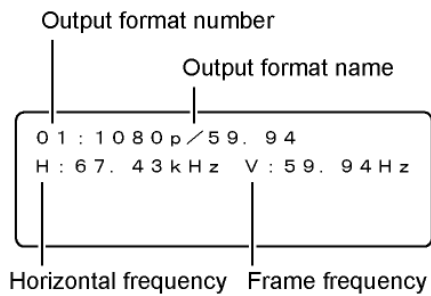 Output format number
Output format name
01:1080p/59.94
H:67.43kHz V:59.94Hz
Horizontal frequency Frame frequency